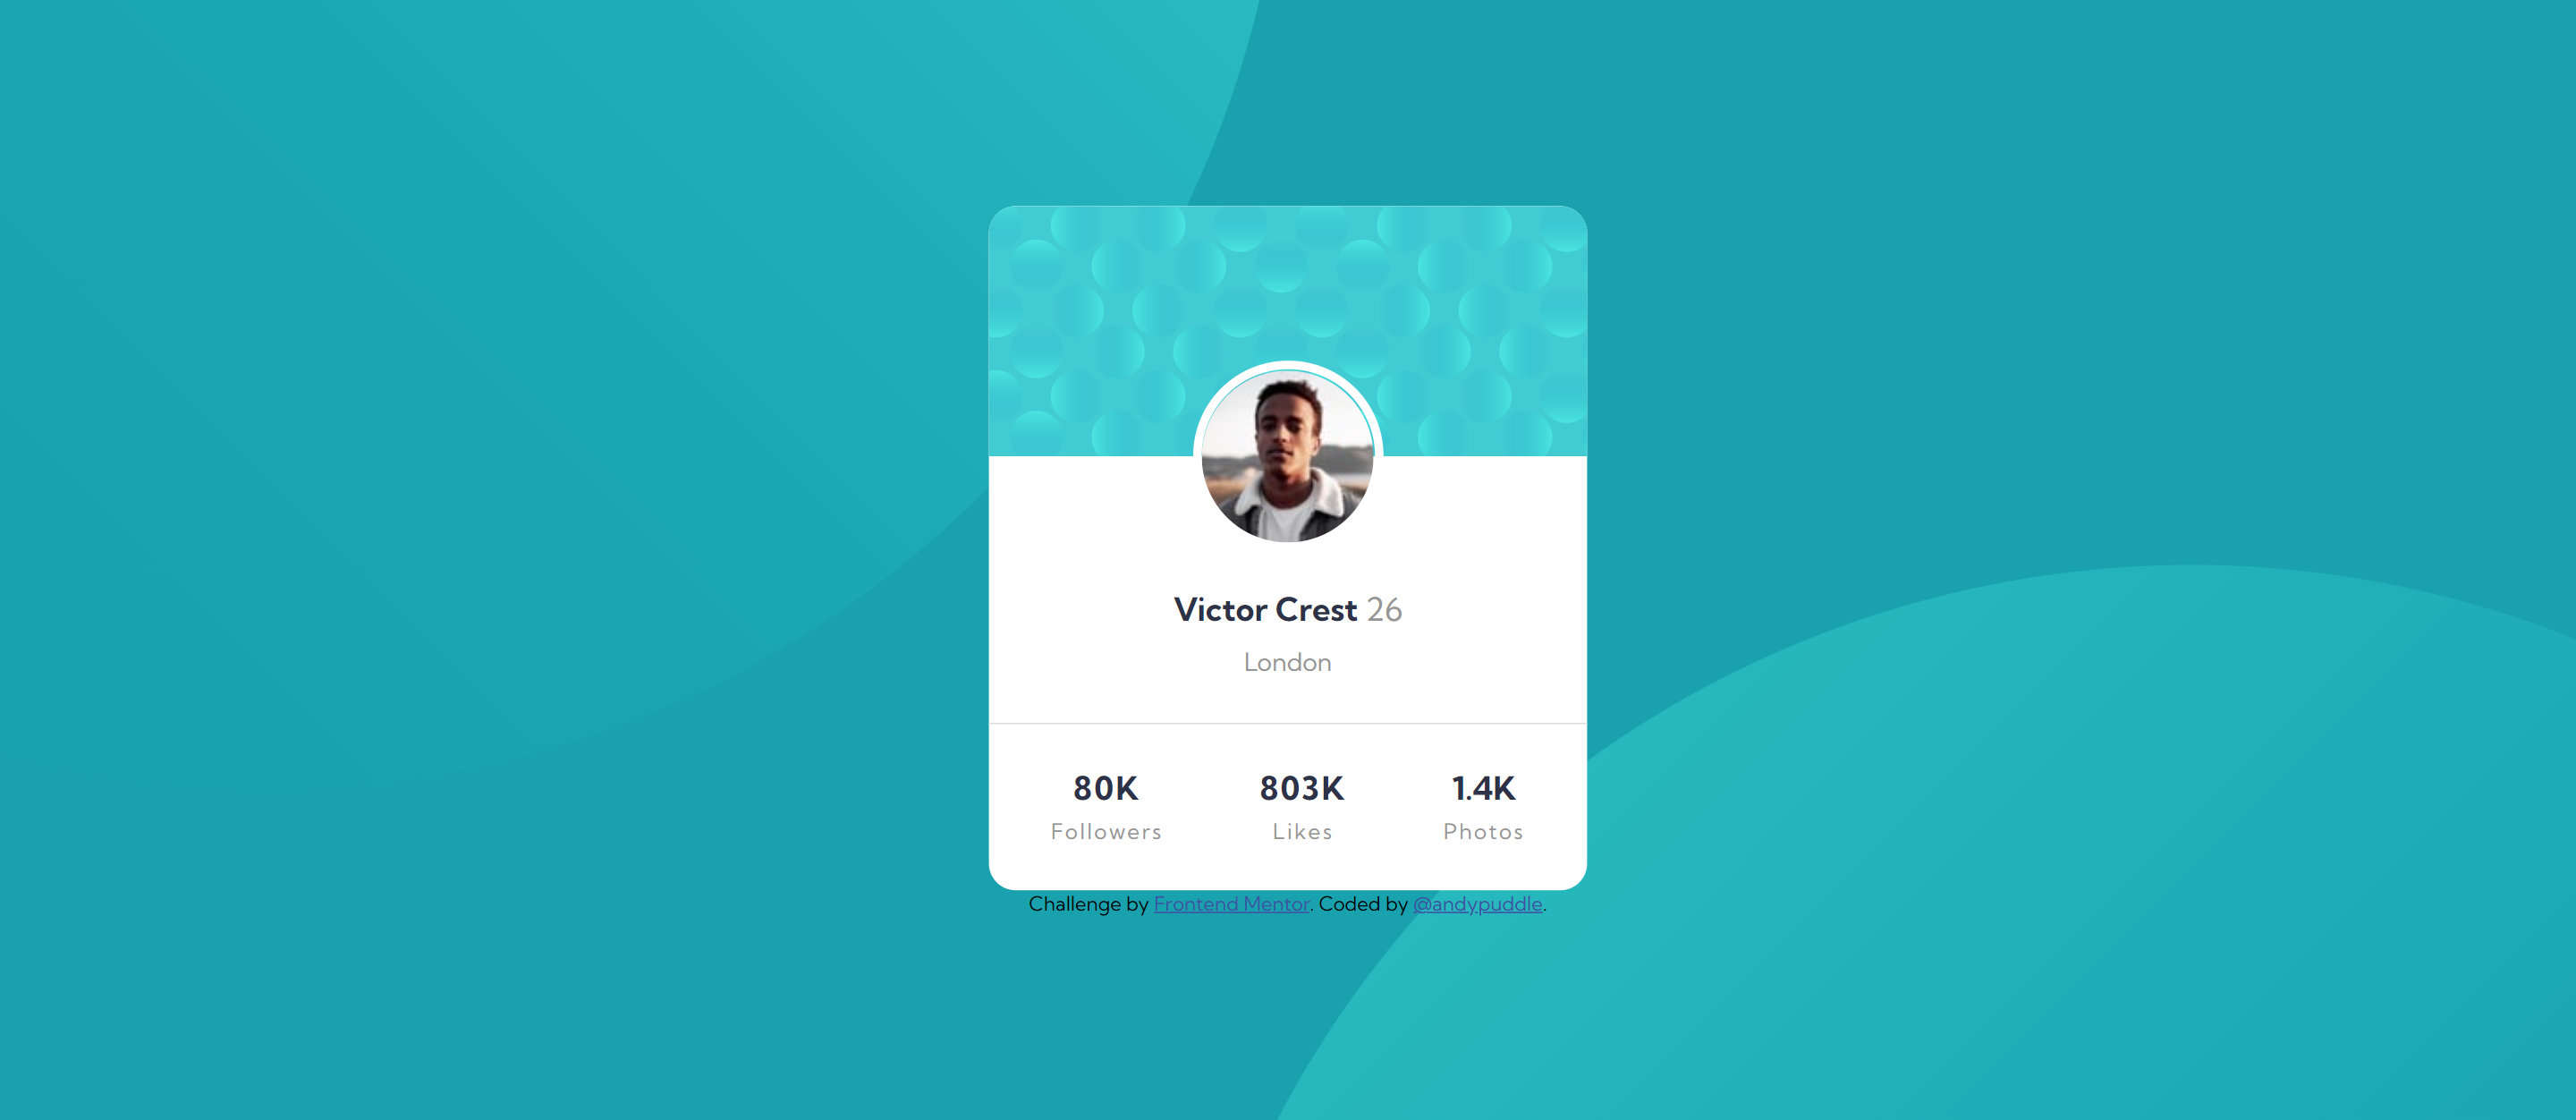 Victor Crest 26
London
80K 803K 1.4K
Followers Likes Photos
Challenge by Frontend Mentor. Coded by @andypuddle.